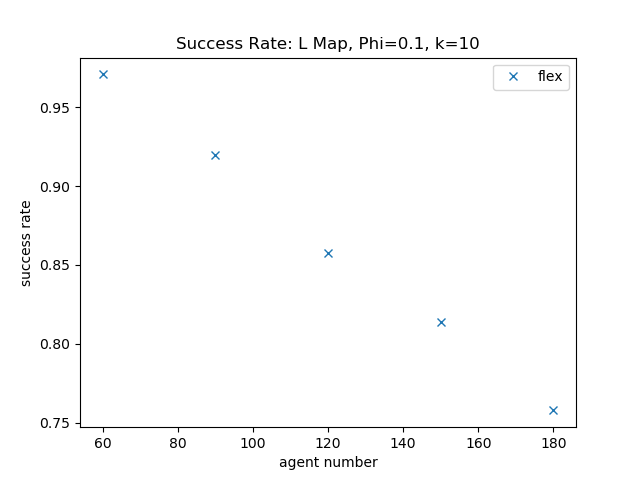 Success Rate: L Map, Phi=0.1, k=10
flex
0.95
0.90
0.85
0.80
0.75
success rate
60 80 100 120 140 160 180
agent number